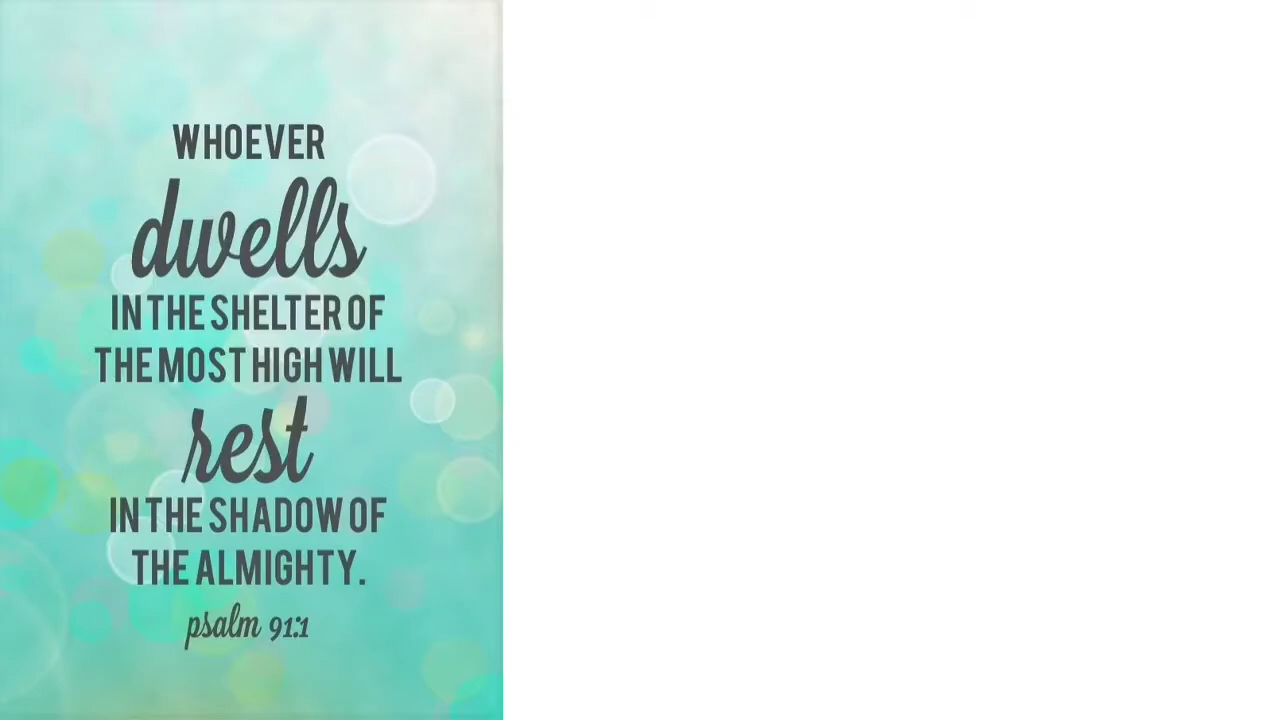 WHOEVER
dwells
IN THE SHELTER OF
THE MOST HIGH WILL
rest
IN THE SHADOW OF
THE ALMIGHTY.
psalm 91:1